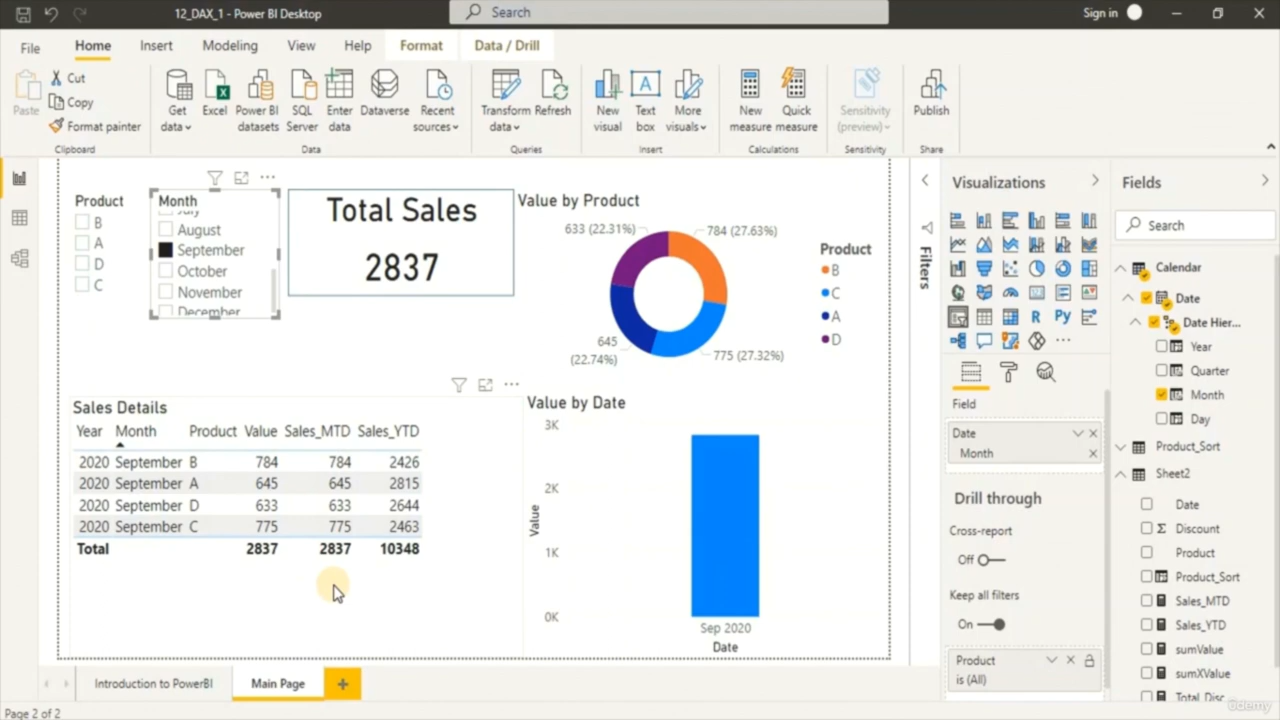 12_DAX_1 - Power BI Desktop
Search
Sign in
File Home Insert Modeling View Help Format Data / Drill
Paste
Cut
Copy
Format painter
Clipboard
Get data
Excel
Power BI datasets
SQL Server
Enter data
Dataverse
Recent sources
Data
Transform data
Refresh
Queries
New visual
Text box
More visuals
Insert
New measure
Quick measure
Calculations
Sensitivity (preview)
Sensitivity
Publish
Share
Product
B
A
D
C
Month
July
August
September
October
November
December
Total Sales
2837
Value by Product
633 (22.31%)
784 (27.63%)
645
(22.74%)
775 (27.32%)
Product
B
C
A
D
Sales Details
Year Month Product Value Sales_MTD Sales_YTD
2020 September B 784 784 2426
2020 September A 645 645 2815
2020 September D 633 633 2644
2020 September C 775 775 2463
Total 2837 2837 10348
Value by Date
3K
2K
1K
0K
Value
Sep 2020
Date
Filters
Visualizations
R Py
Field
Date
Month
Drill through
Cross-report
Off
Keep all filters
On
Product
is (All)
Fields
Search
Calendar
Date
Date Hier...
Year
Quarter
Month
Day
Product_Sort
Sheet2
Date
Σ Discount
Product
Product_Sort
Sales_MTD
Sales_YTD
sumValue
sumXValue
Total_Disc
Introduction to PowerBI
Main Page
+
Page 2 of 2
ûdemy